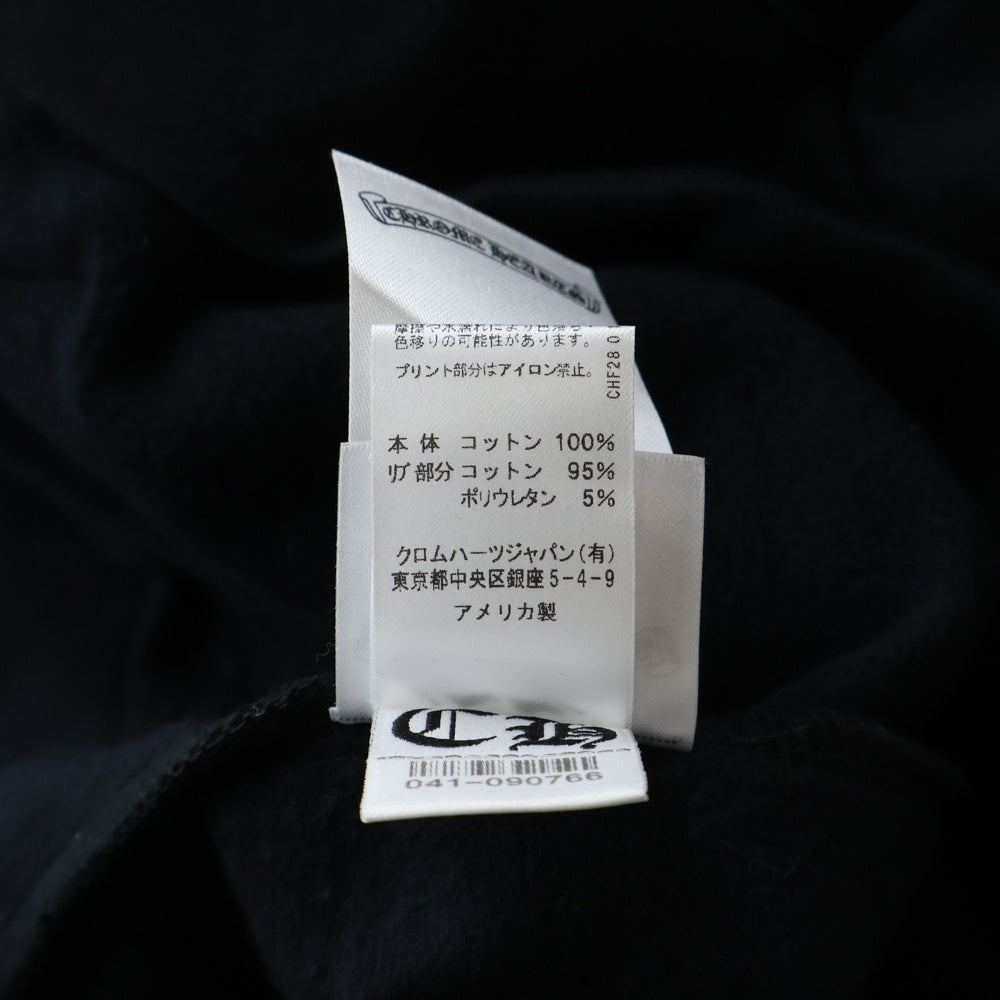 CHROME HEARTS
摩擦や水濡れにより色落ち・
色移りの可能性があります。
プリント部分はアイロン禁止。
CHF28 0
本体 コットン 100%
リブ部分 コットン 95%
ポリウレタン 5%
クロムハーツジャパン(有)
東京都中央区銀座5-4-9
アメリカ製
CH
041-090766